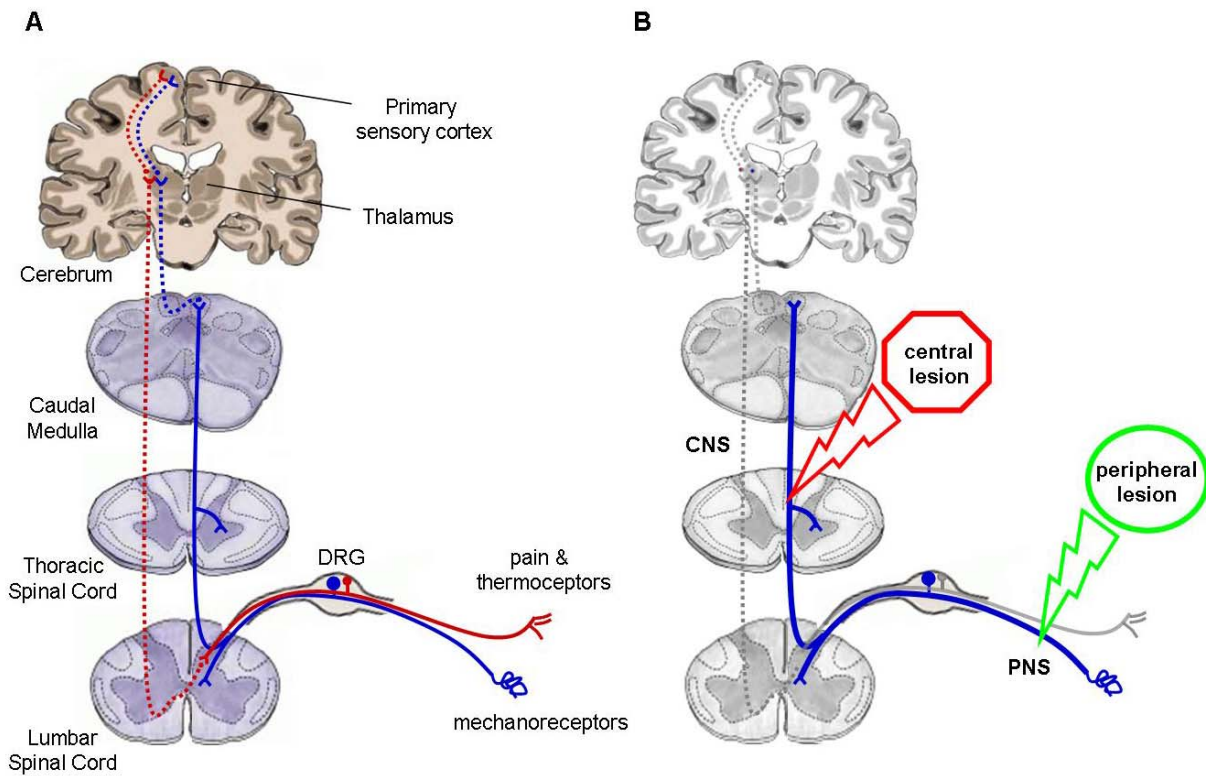 A
Primary
sensory cortex
Thalamus
Cerebrum
Caudal
Medulla
Thoracic
Spinal Cord
DRG
pain &
thermoceptors
mechanoreceptors
Lumbar
Spinal Cord
B
central
lesion
CNS
peripheral
lesion
PNS